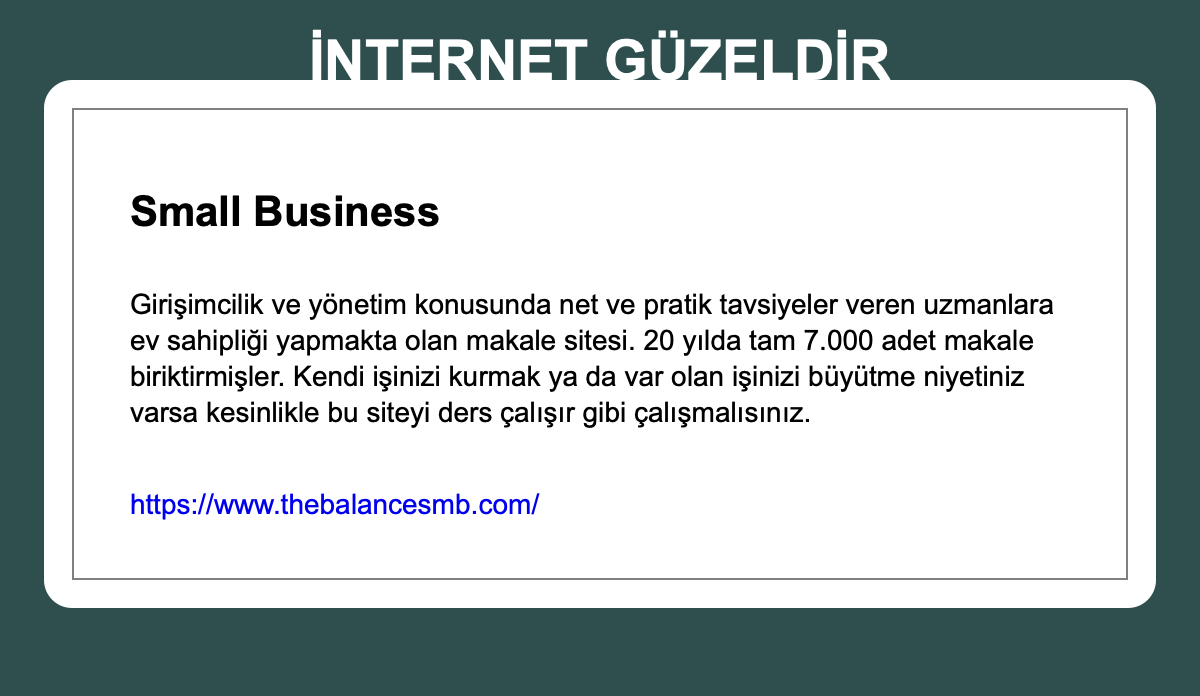 İNTERNET GÜZELDİR
Small Business
Girişimcilik ve yönetim konusunda net ve pratik tavsiyeler veren uzmanlara
ev sahipliği yapmakta olan makale sitesi. 20 yılda tam 7.000 adet makale
biriktirmişler. Kendi işinizi kurmak ya da var olan işinizi büyütme niyetiniz
varsa kesinlikle bu siteyi ders çalışır gibi çalışmalısınız.
https://www.thebalancesmb.com/